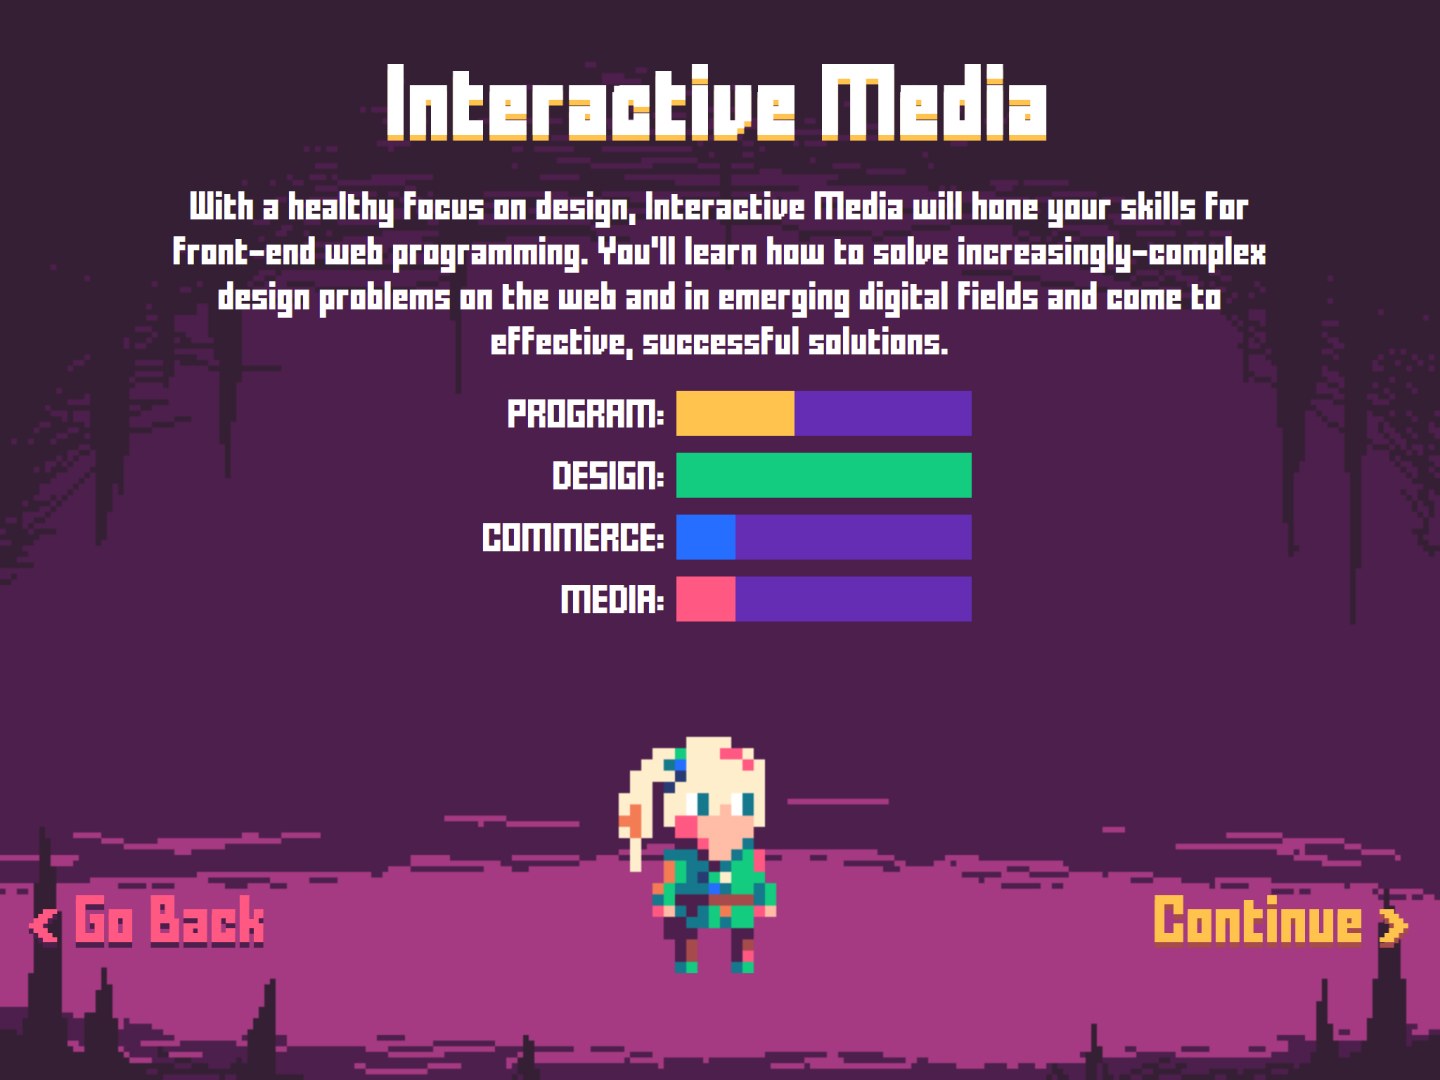 Interactive Media
With a healthy focus on design, Interactive Media will hone your skills for
front-end web programming. You'll learn how to solve increasingly-complex
design problems on the web and in emerging digital fields and come to
effective, successful solutions.
PROGRAM:
DESIGN:
COMMERCE:
MEDIA:
< Go Back
Continue >